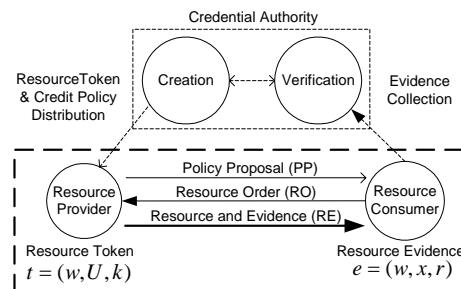 Credential Authority
ResourceToken
& Credit Policy
Distribution
Creation
Verification
Evidence
Collection
Policy Proposal (PP)
Resource
Provider
Resource Order (RO)
Resource
Consumer
Resource and Evidence (RE)
Resource Token
t = (w, U, k)
Resource Evidence
e = (w, x, r)